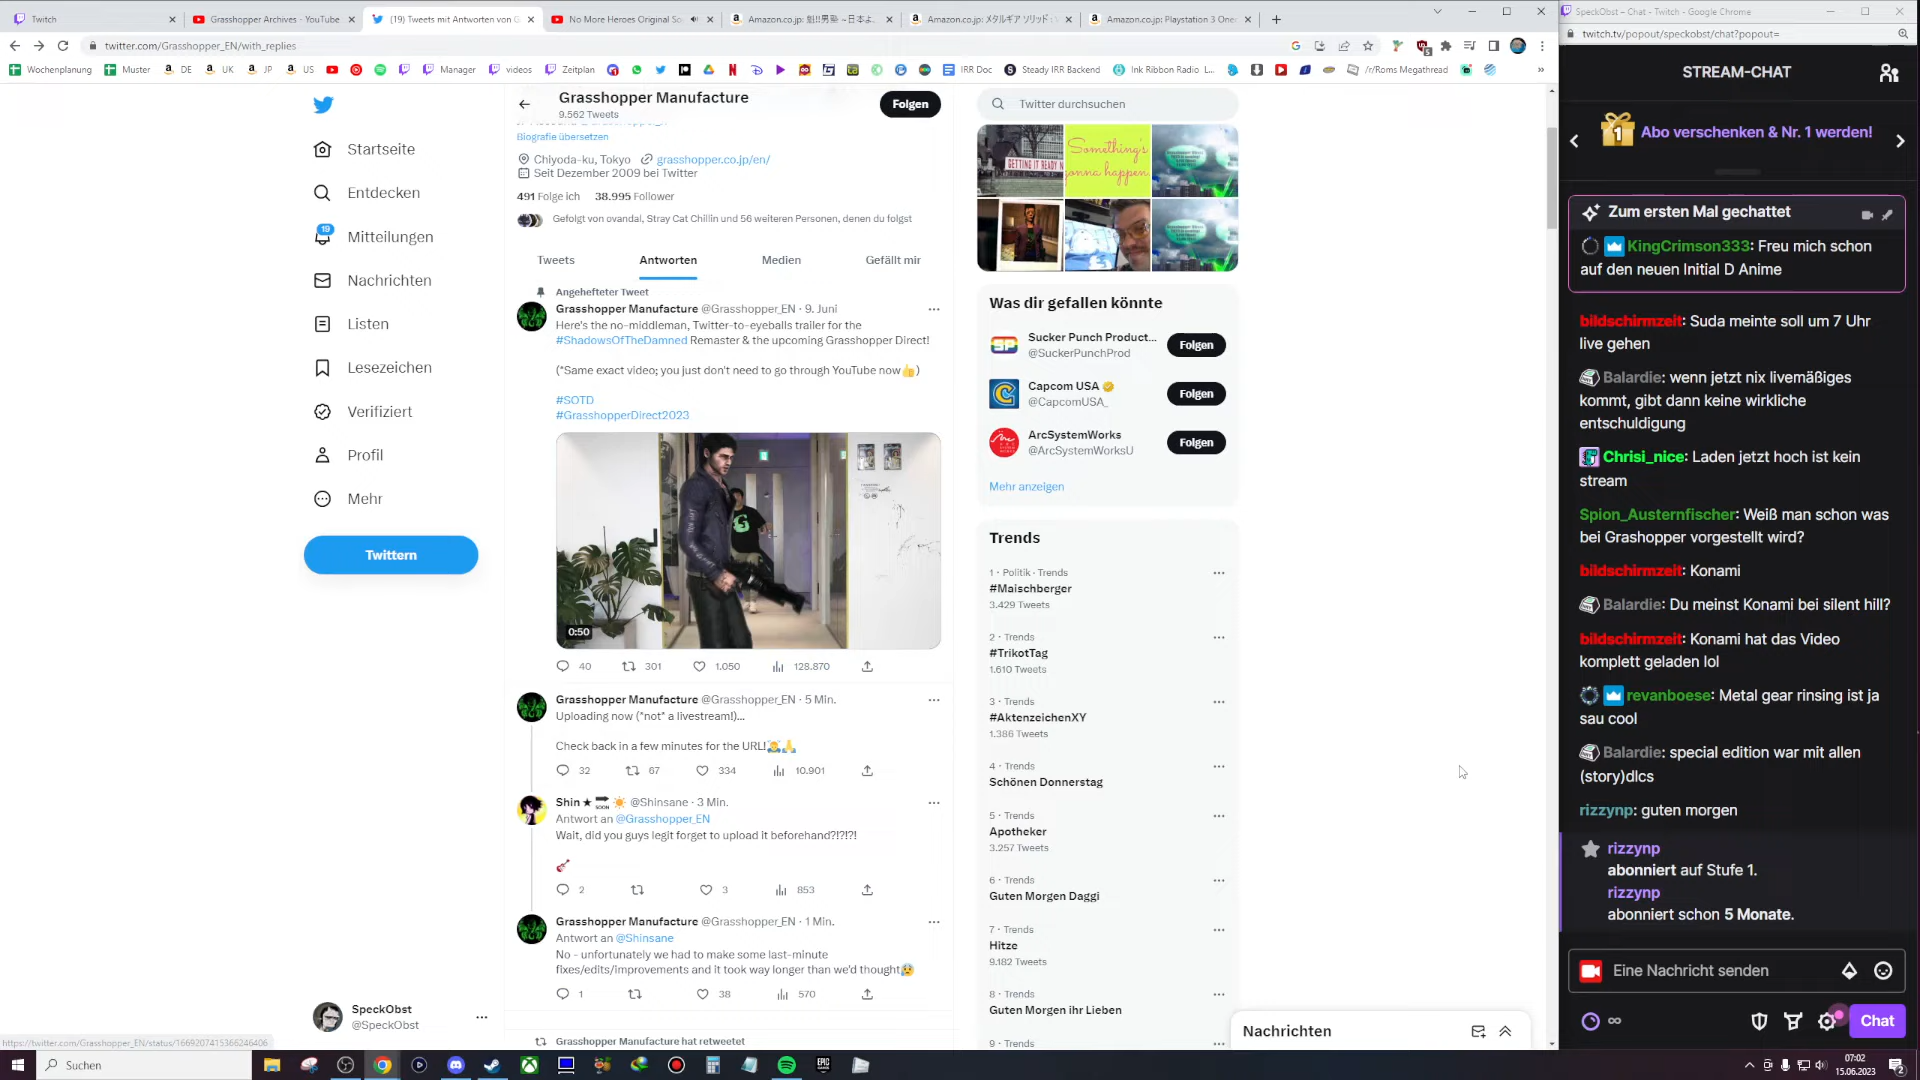 Twitch
Grasshopper Archives - YouTube
(19) Tweets mit Antworten von G
No More Heroes Original So
Amazon.co.jp: 魁!!男塾 ~日本よ、
Amazon.co.jp: メタルギア ソリッド：
Amazon.co.jp: Playstation 3 One:
twitter.com/Grasshopper_EN/with_replies
Wochenplanung
Muster
DE
UK
JP
US
Manager
videos
Zeitplan
IRR Doc
Steady IRR Backend
Ink Ribbon Radio L...
/r/Roms Megathread
Startseite
Entdecken
19
Mitteilungen
Nachrichten
Listen
Lesezeichen
Verifiziert
Profil
Mehr
Twittern
SpeckObst
@SpeckObst
https://twitter.com/Grasshopper_EN/status/1669207415366246406
Grasshopper Manufacture
9.562 Tweets
Folgen
Biografie übersetzen
Chiyoda-ku, Tokyo grasshopper.co.jp/en/
Seit Dezember 2009 bei Twitter
491 Folge ich 38.995 Follower
Gefolgt von ovandal, Stray Cat Chillin und 56 weiteren Personen, denen du folgst
Tweets Antworten Medien Gefällt mir
Angehefteter Tweet
Grasshopper Manufacture @Grasshopper_EN · 9. Juni
Here's the no-middleman, Twitter-to-eyeballs trailer for the
#ShadowsOfTheDamned Remaster & the upcoming Grasshopper Direct!
(*Same exact video; you just don't need to go through YouTube now👍)
#SOTD
#GrasshopperDirect2023
G
0:50
40 301 1.050 128.870
Grasshopper Manufacture @Grasshopper_EN · 5 Min.
Uploading now (*not* a livestream!)...
Check back in a few minutes for the URL!🙇🙏
32 67 334 10.901
Shin ★ 🔜 ☀ @Shinsane · 3 Min.
Antwort an @Grasshopper_EN
Wait, did you guys legit forget to upload it beforehand?!?!?!
🎸
2 3 853
Grasshopper Manufacture @Grasshopper_EN · 1 Min.
Antwort an @Shinsane
No - unfortunately we had to make some last-minute
fixes/edits/improvements and it took way longer than we'd thought😰
1 38 570
Grasshopper Manufacture hat retweetet
Twitter durchsuchen
GETTING IT READY N
Something's
gonna happen.
Was dir gefallen könnte
SP
Sucker Punch Product...
@SuckerPunchProd
Folgen
Capcom USA
@CapcomUSA_
Folgen
ArcSystemWorks
@ArcSystemWorksU
Folgen
Mehr anzeigen
Trends
1 · Politik · Trends
#Maischberger
3.429 Tweets
2 · Trends
#TrikotTag
1.610 Tweets
3 · Trends
#AktenzeichenXY
1.386 Tweets
4 · Trends
Schönen Donnerstag
5 · Trends
Apotheker
3.257 Tweets
6 · Trends
Guten Morgen Daggi
7 · Trends
Hitze
9.182 Tweets
8 · Trends
Guten Morgen ihr Lieben
9 · Trends
Nachrichten
SpeckObst – Chat - Twitch - Google Chrome
twitch.tv/popout/speckobst/chat?popout=
STREAM-CHAT
1 Abo verschenken & Nr. 1 werden!
Zum ersten Mal gechattet
KingCrimson333: Freu mich schon
auf den neuen Initial D Anime
bildschirmzeit: Suda meinte soll um 7 Uhr
live gehen
Balardie: wenn jetzt nix livemäßiges
kommt, gibt dann keine wirkliche
entschuldigung
Chrisi_nice: Laden jetzt hoch ist kein
stream
Spion_Austernfischer: Weiß man schon was
bei Grashopper vorgestellt wird?
bildschirmzeit: Konami
Balardie: Du meinst Konami bei silent hill?
bildschirmzeit: Konami hat das Video
komplett geladen lol
revanboese: Metal gear rinsing ist ja
sau cool
Balardie: special edition war mit allen
(story)dlcs
rizzynp: guten morgen
rizzynp
abonniert auf Stufe 1.
rizzynp
abonniert schon 5 Monate.
Eine Nachricht senden
Chat
Suchen
07:02
15.06.2023
2